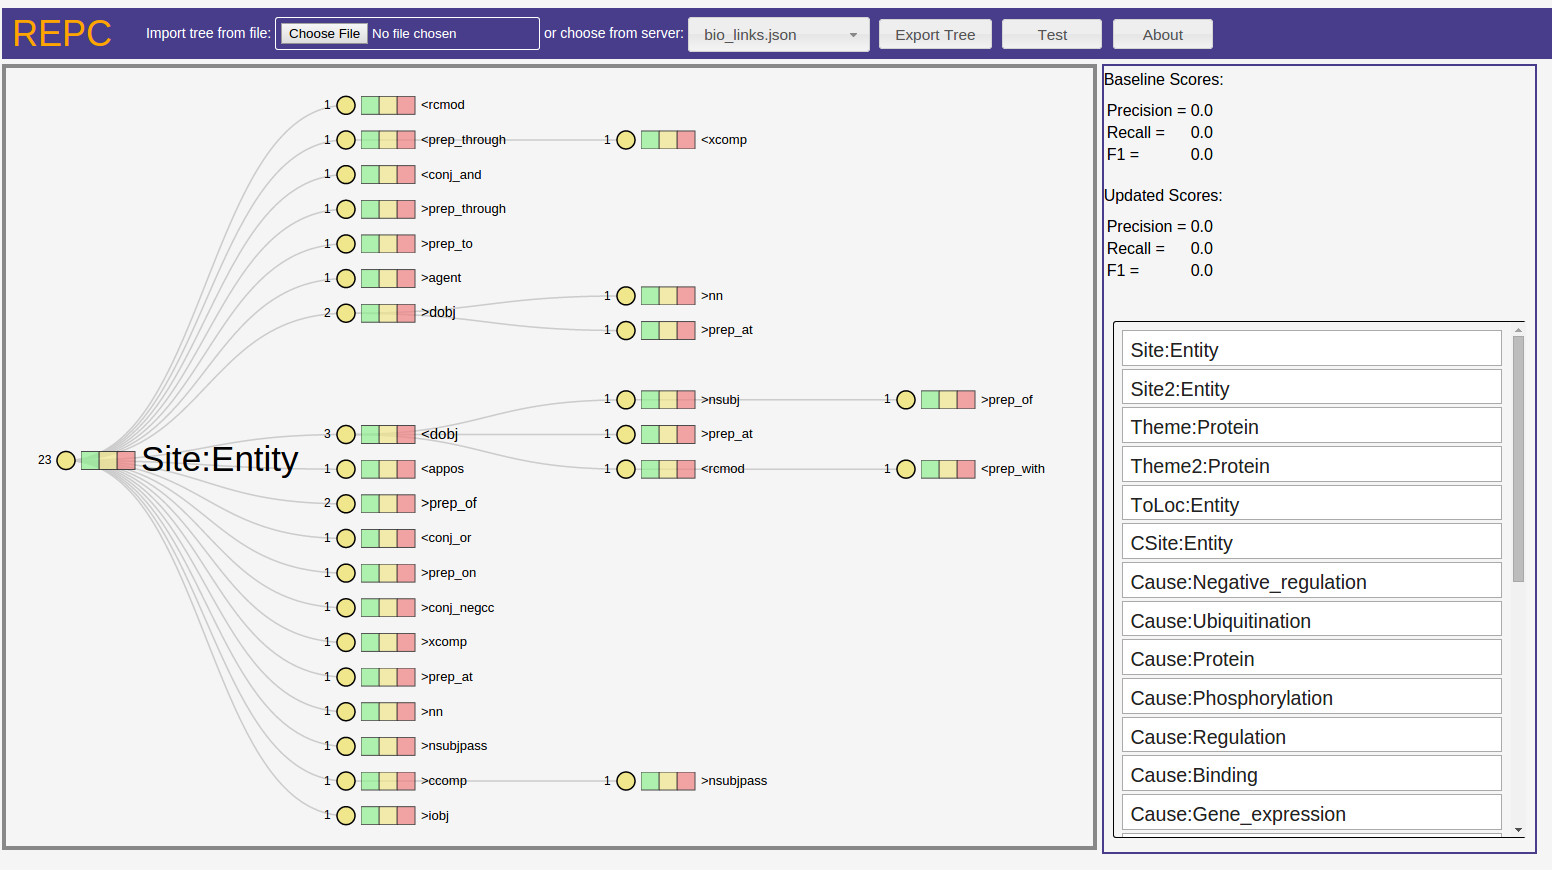 REPC Import tree from file: Choose File No file chosen or choose from server: bio_links.json Export Tree Test About
1 <rcmod
1 <prep_through 1 <xcomp
1 <conj_and
1 >prep_through
1 >prep_to
1 >agent
1 >nn
2 >dobj
1 >prep_at
1 >nsubj 1 >prep_of
3 <dobj 1 >prep_at
23 Site:Entity
1 <appos 1 <rcmod 1 <prep_with
2 >prep_of
1 <conj_or
1 >prep_on
1 >conj_negcc
1 >xcomp
1 >prep_at
1 >nn
1 >nsubjpass
1 >ccomp 1 >nsubjpass
1 >iobj
Baseline Scores:
Precision = 0.0
Recall = 0.0
F1 = 0.0
Updated Scores:
Precision = 0.0
Recall = 0.0
F1 = 0.0
Site:Entity
Site2:Entity
Theme:Protein
Theme2:Protein
ToLoc:Entity
CSite:Entity
Cause:Negative_regulation
Cause:Ubiquitination
Cause:Protein
Cause:Phosphorylation
Cause:Regulation
Cause:Binding
Cause:Gene_expression